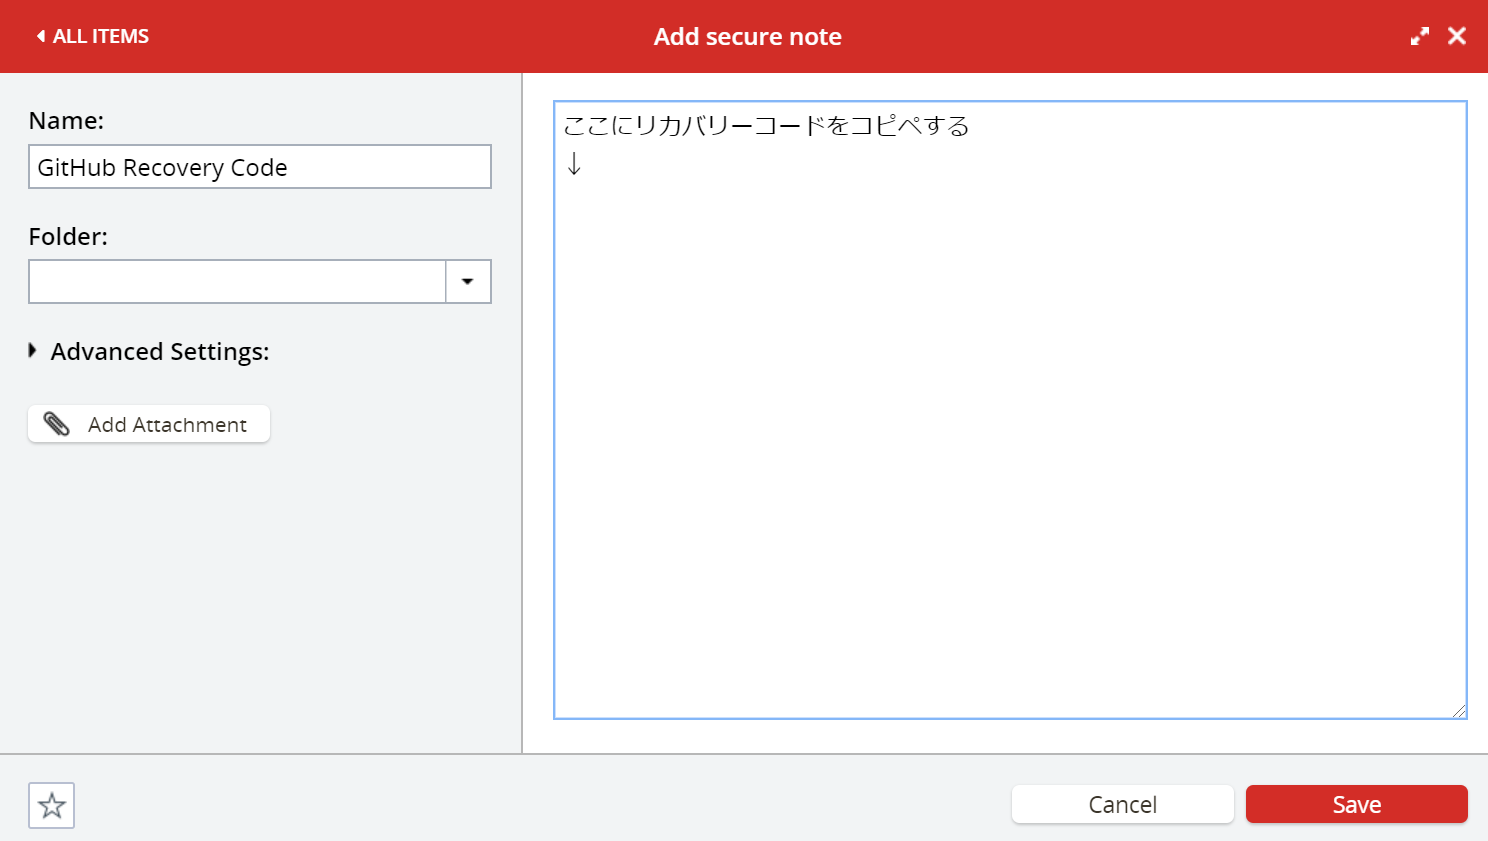 ALL ITEMS
Add secure note
Name:
GitHub Recovery Code
Folder:
Advanced Settings:
Add Attachment
ここにリカバリーコードをコピペする
↓
Cancel
Save